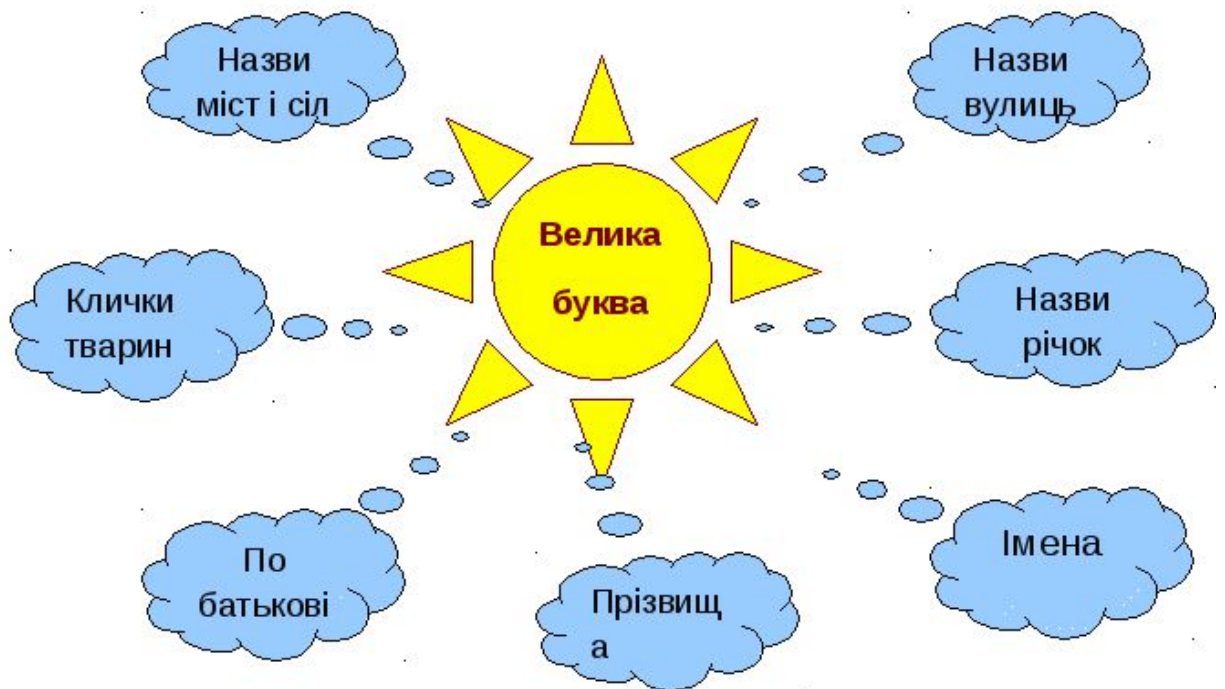 Назви
міст і сіл
Назви
вулиць
Велика
буква
Клички
тварин
Назви
річок
По
батькові
Прізвищ
а
Імена